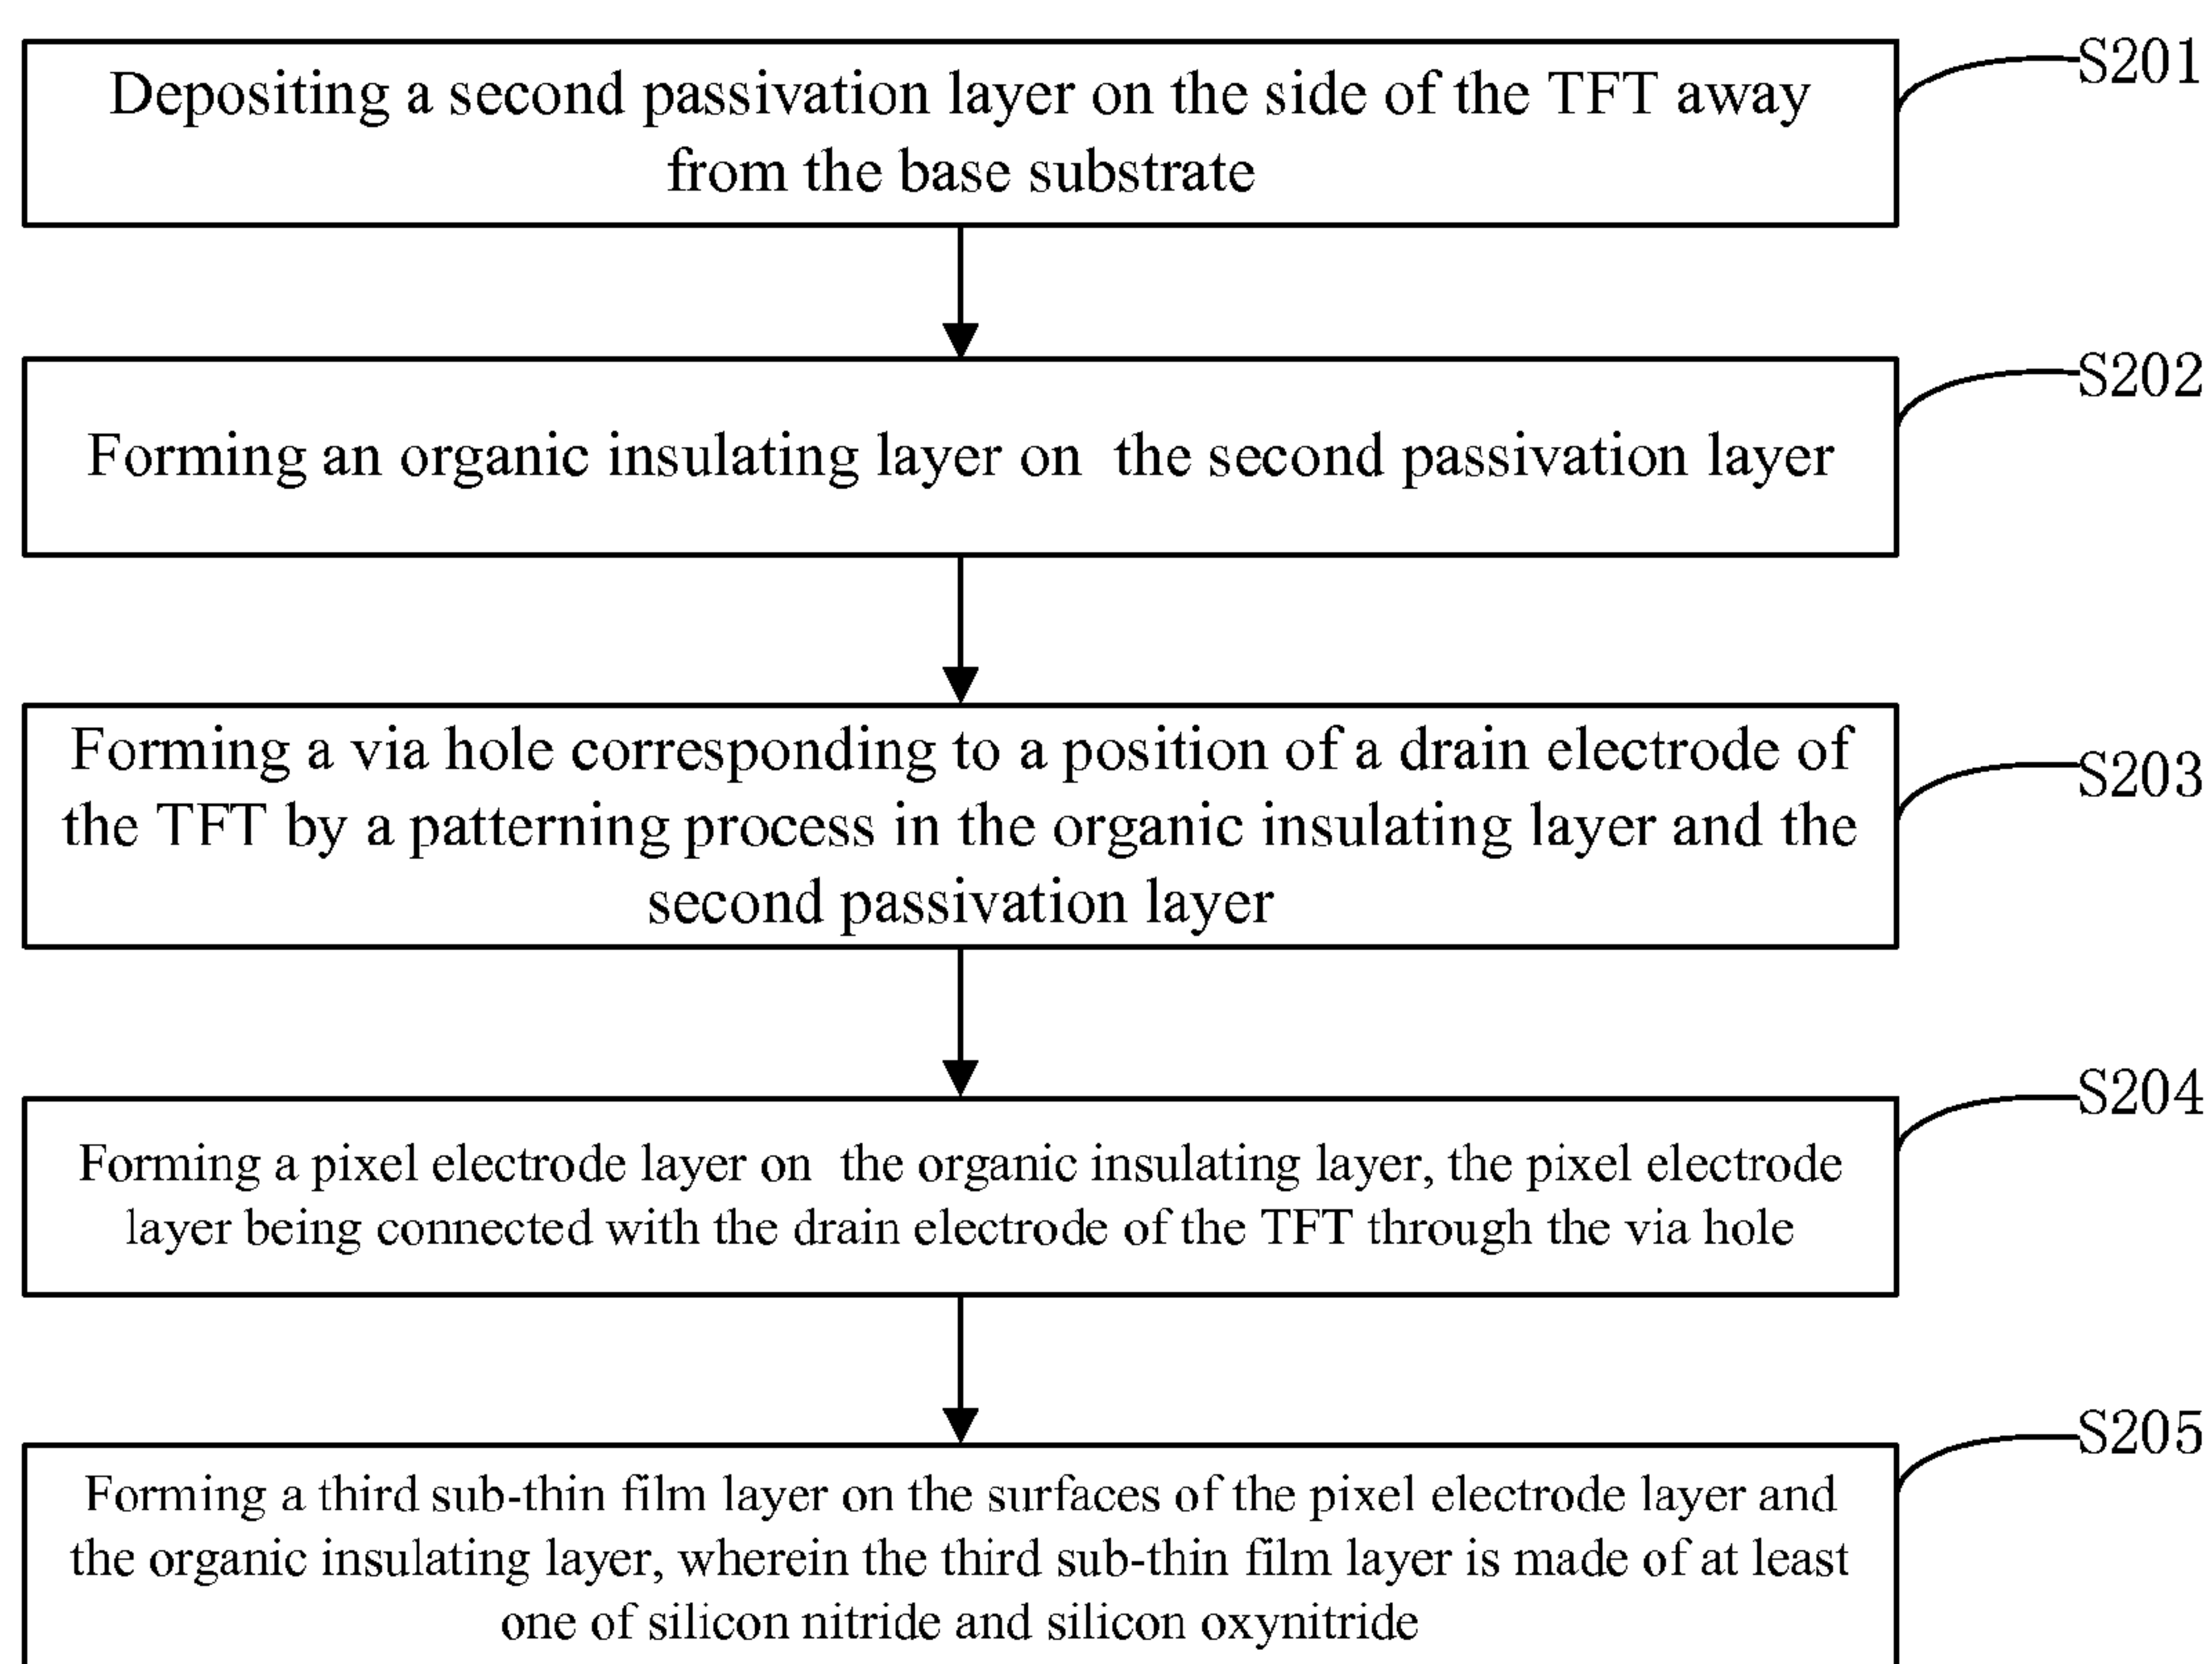 Depositing a second passivation layer on the side of the TFT away
from the base substrate
S201
Forming an organic insulating layer on the second passivation layer
S202
Forming a via hole corresponding to a position of a drain electrode of
the TFT by a patterning process in the organic insulating layer and the
second passivation layer
S203
Forming a pixel electrode layer on the organic insulating layer, the pixel electrode
layer being connected with the drain electrode of the TFT through the via hole
S204
Forming a third sub-thin film layer on the surfaces of the pixel electrode layer and
the organic insulating layer, wherein the third sub-thin film layer is made of at least
one of silicon nitride and silicon oxynitride
S205